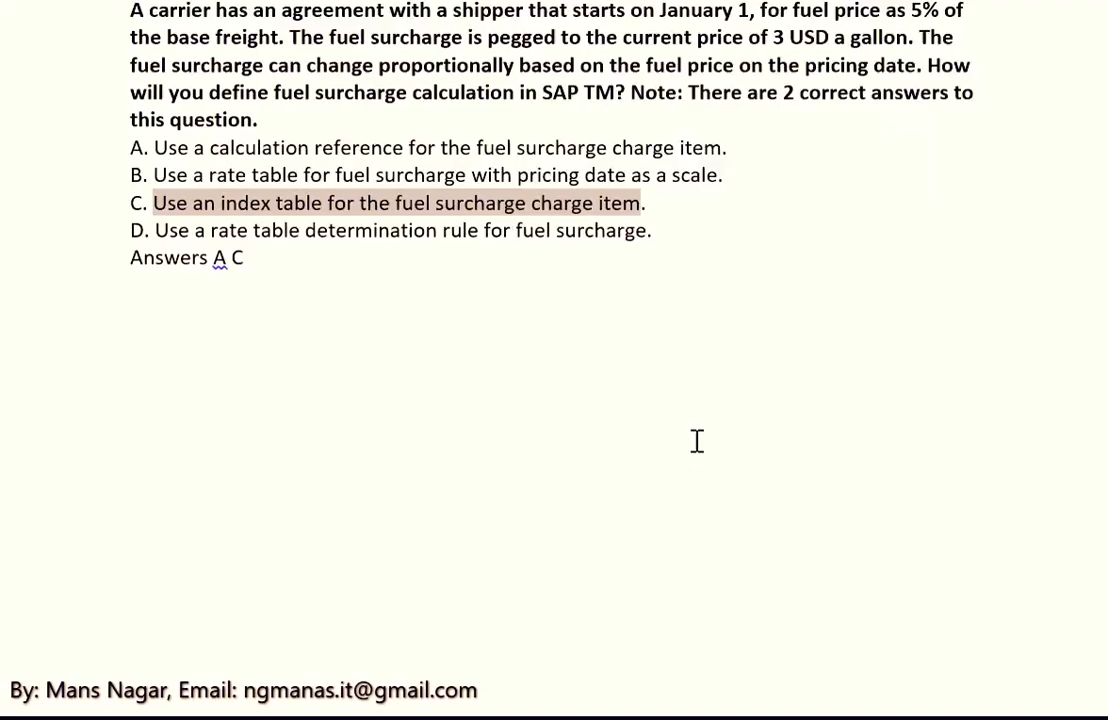 A carrier has an agreement with a shipper that starts on January 1, for fuel price as 5% of
the base freight. The fuel surcharge is pegged to the current price of 3 USD a gallon. The
fuel surcharge can change proportionally based on the fuel price on the pricing date. How
will you define fuel surcharge calculation in SAP TM? Note: There are 2 correct answers to
this question.
A. Use a calculation reference for the fuel surcharge charge item.
B. Use a rate table for fuel surcharge with pricing date as a scale.
C. Use an index table for the fuel surcharge charge item.
D. Use a rate table determination rule for fuel surcharge.
Answers A C
By: Mans Nagar, Email: ngmanas.it@gmail.com